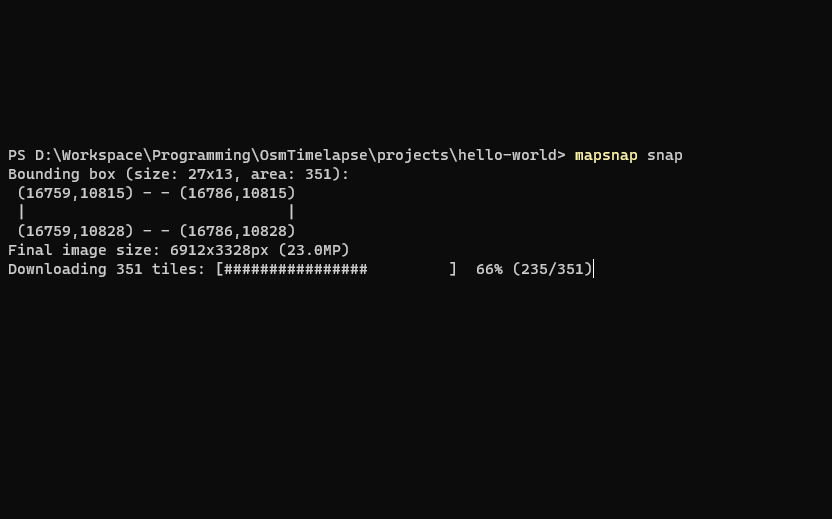 PS D:\Workspace\Programming\OsmTimelapse\projects\hello-world> mapsnap snap
Bounding box (size: 27x13, area: 351):
 (16759,10815) - - (16786,10815)
 |                             |
 (16759,10828) - - (16786,10828)
Final image size: 6912x3328px (23.0MP)
Downloading 351 tiles: [################         ]  66% (235/351)